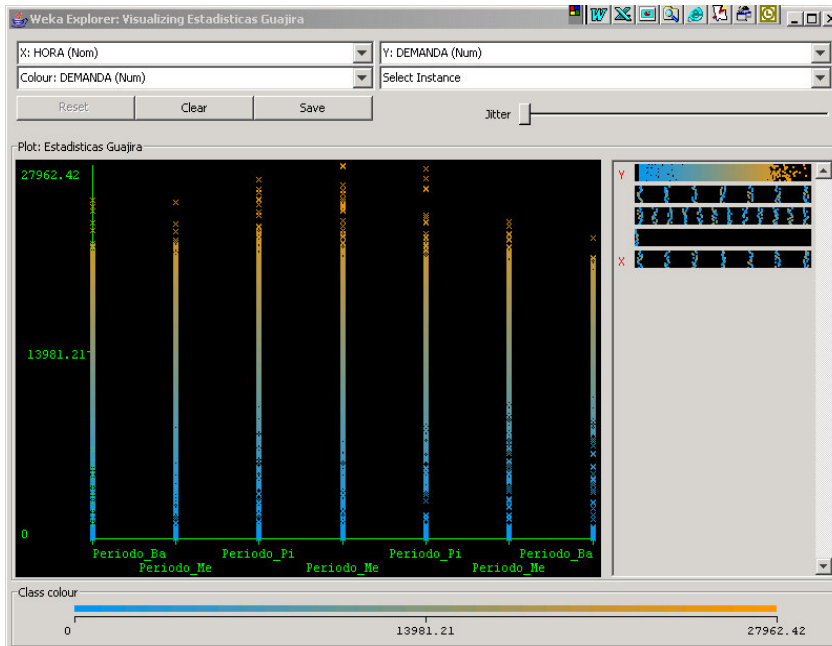 Weka Explorer: Visualizing Estadisticas Guajira
X: HORA (Nom)
Y: DEMANDA (Num)
Colour: DEMANDA (Num)
Select Instance
Reset
Clear
Save
Jitter
Plot: Estadisticas Guajira
27962.42
13981.21
0
Periodo_Ba
Periodo_Pi
Periodo_Pi
Periodo_Ba
Periodo_Me
Periodo_Me
Periodo_Me
Y
X
Class colour
0
13981.21
27962.42